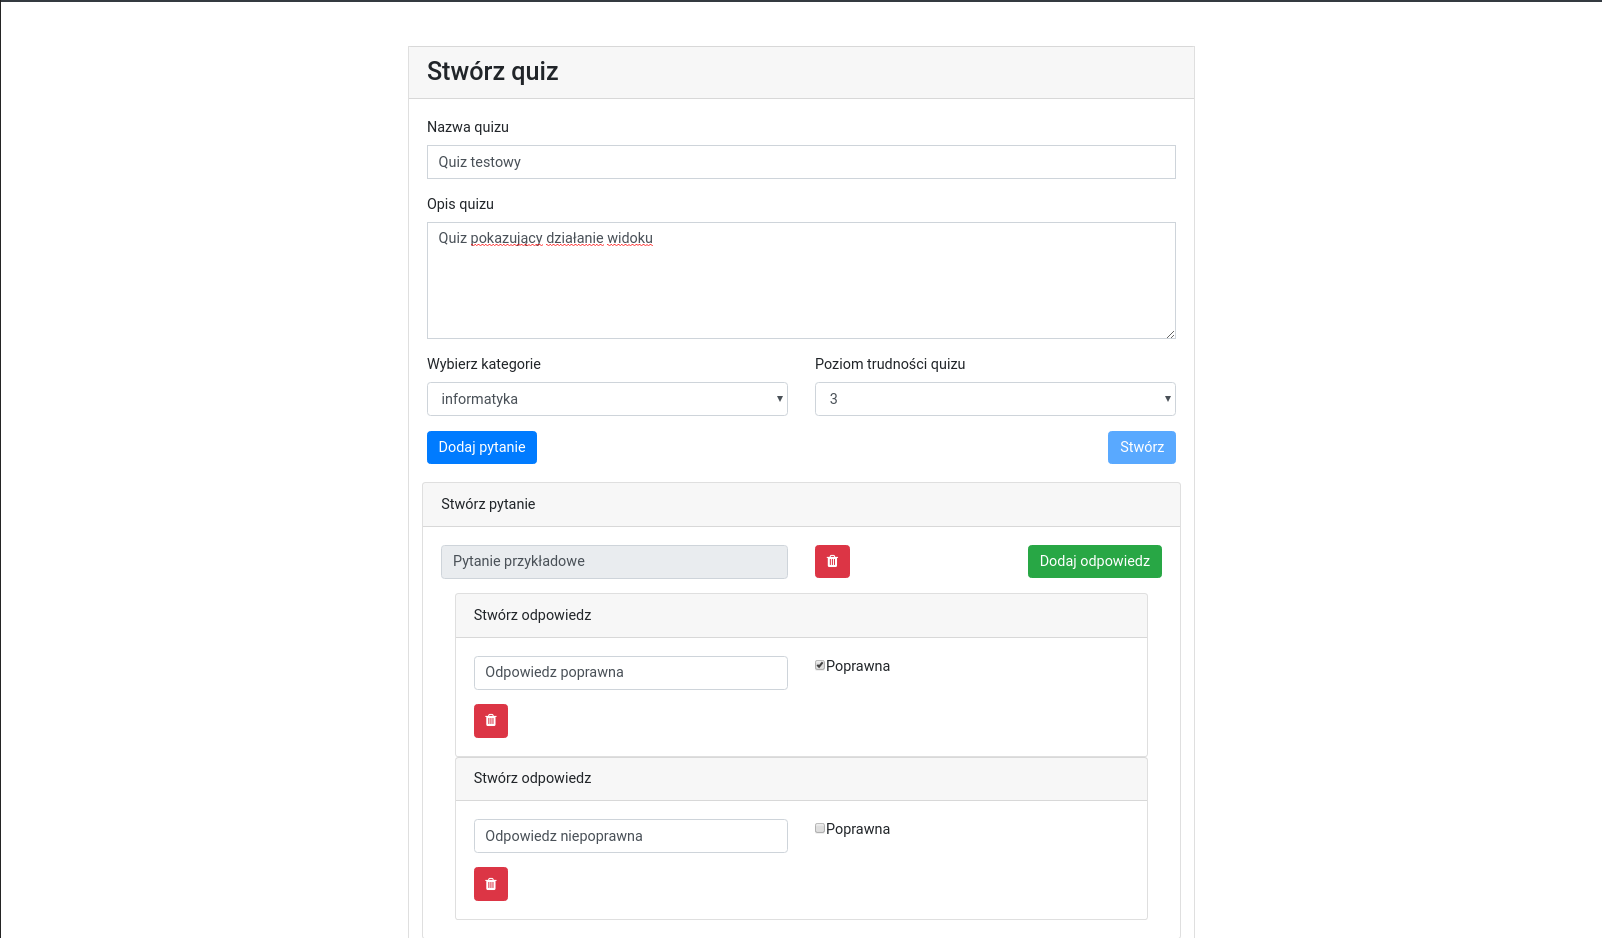 Stwórz quiz
Nazwa quizu
Quiz testowy
Opis quizu
Quiz pokazujący działanie widoku
Wybierz kategorie Poziom trudności quizu
informatyka 3
Dodaj pytanie Stwórz
Stwórz pytanie
Pytanie przykładowe Dodaj odpowiedz
Stwórz odpowiedz
Odpowiedz poprawna Poprawna
Stwórz odpowiedz
Odpowiedz niepoprawna Poprawna